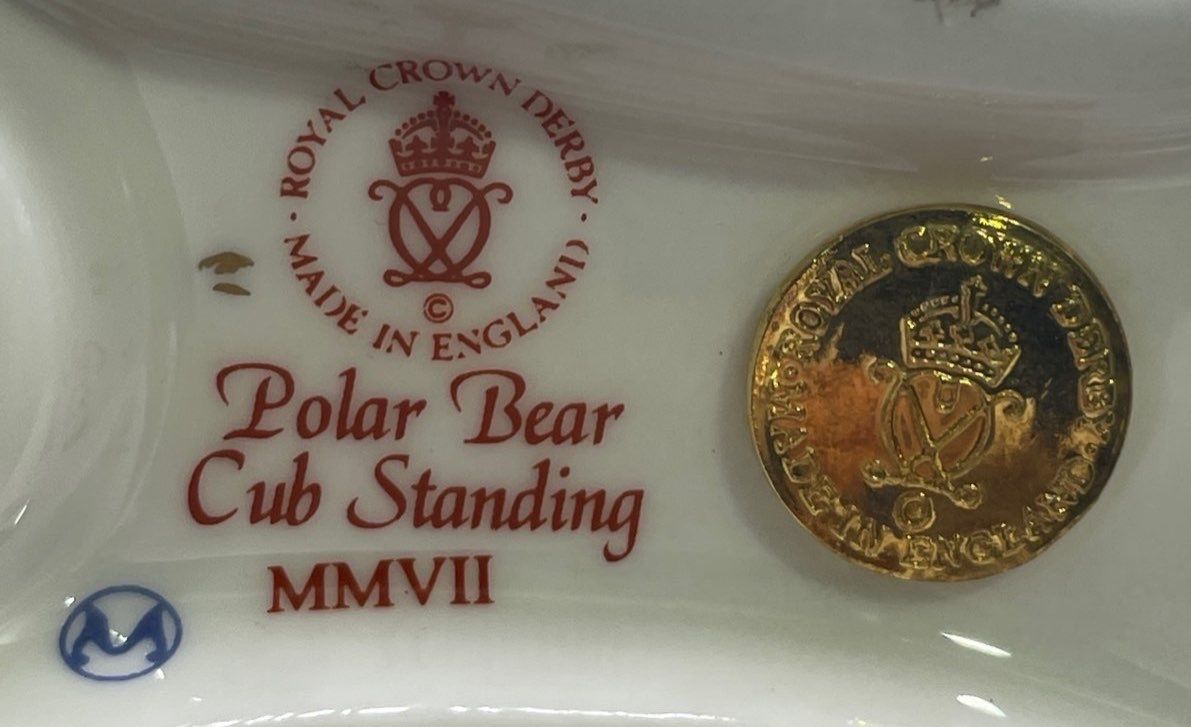 · ROYAL CROWN DERBY ·
MADE IN ENGLAND
©
Polar Bear
Cub Standing
MMVII
M
ROYAL CROWN DERBY ·
MADE IN ENGLAND ·
©